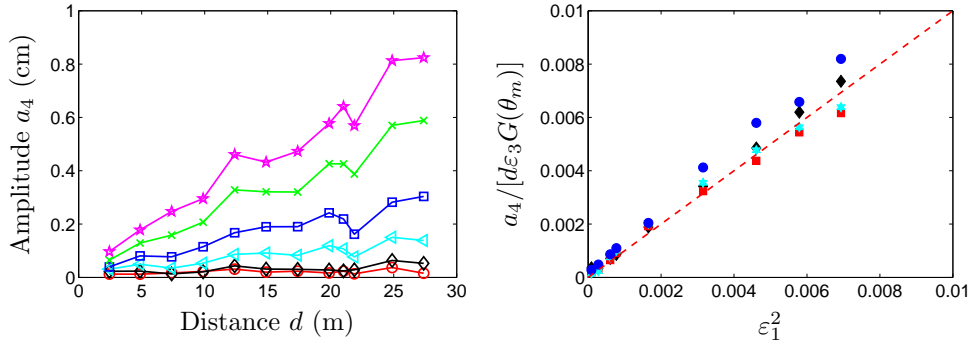 Amplitude a₄ (cm)
1
0.8
0.6
0.4
0.2
0
0 5 10 15 20 25 30
Distance d (m)
a₄/[dε₃G(θₘ)]
0.01
0.008
0.006
0.004
0.002
0
0 0.002 0.004 0.006 0.008 0.01
ε₁²